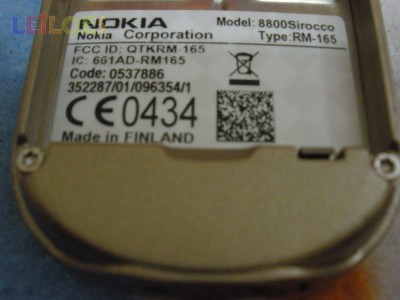 LEILOEI
NOKIA Model: 8800Sirocco
Nokia Corporation Type:RM-165
FCC ID: QTKRM-165
IC: 661AD-RM165
Code: 0537886
352287/01/096354/1
CE0434
Made in FINLAND